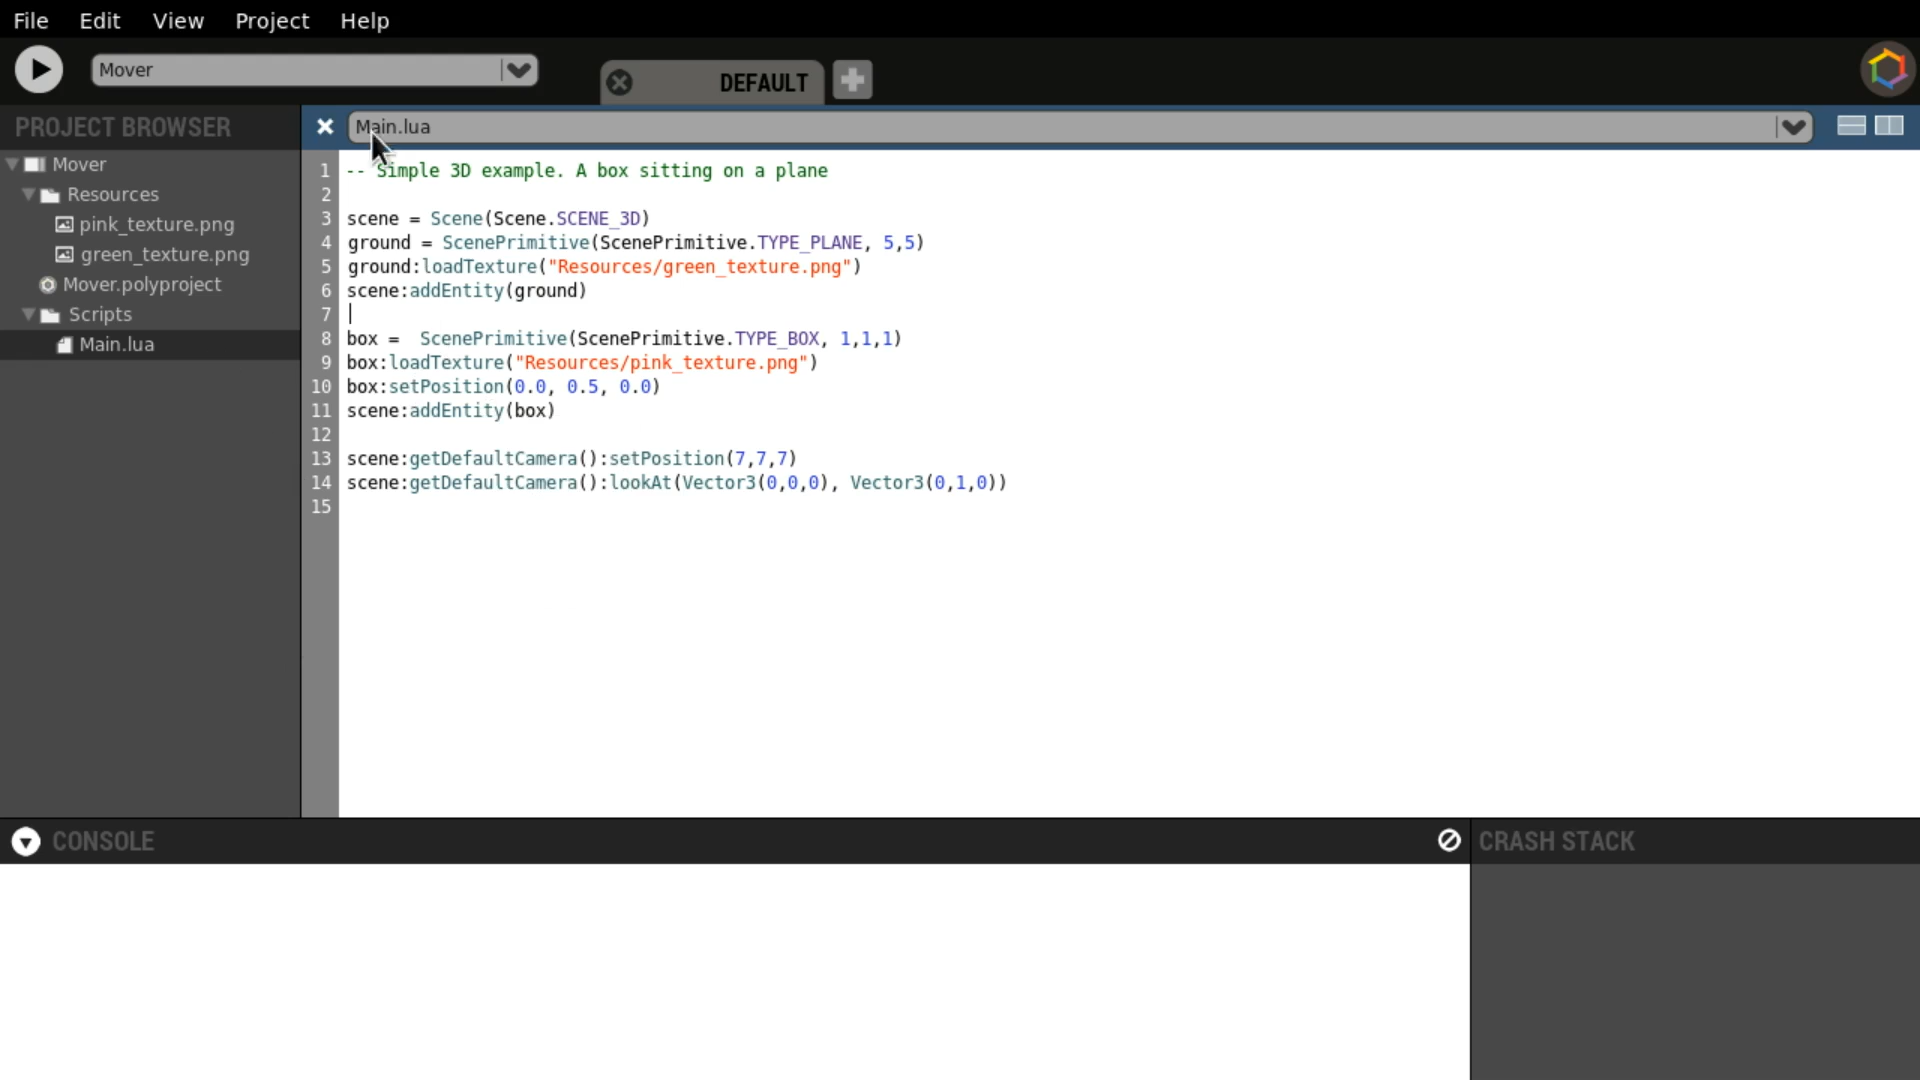 File Edit View Project Help
Mover
DEFAULT
PROJECT BROWSER
Main.lua
Mover
Resources
pink_texture.png
green_texture.png
Mover.polyproject
Scripts
Main.lua
1 -- Simple 3D example. A box sitting on a plane
2
3 scene = Scene(Scene.SCENE_3D)
4 ground = ScenePrimitive(ScenePrimitive.TYPE_PLANE, 5,5)
5 ground:loadTexture("Resources/green_texture.png")
6 scene:addEntity(ground)
7
8 box =  ScenePrimitive(ScenePrimitive.TYPE_BOX, 1,1,1)
9 box:loadTexture("Resources/pink_texture.png")
10 box:setPosition(0.0, 0.5, 0.0)
11 scene:addEntity(box)
12
13 scene:getDefaultCamera():setPosition(7,7,7)
14 scene:getDefaultCamera():lookAt(Vector3(0,0,0), Vector3(0,1,0))
15
CONSOLE
CRASH STACK